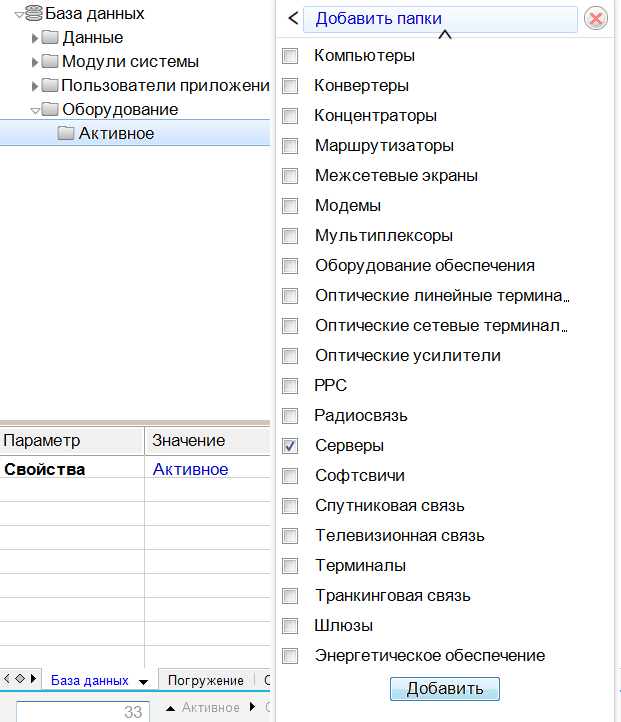 База данных
Данные
Модули системы
Пользователи приложени
Оборудование
Активное
Параметр Значение
Свойства Активное
База данных Погружение
33 Активное
Добавить папки
Компьютеры
Конвертеры
Концентраторы
Маршрутизаторы
Межсетевые экраны
Модемы
Мультиплексоры
Оборудование обеспечения
Оптические линейные термина...
Оптические сетевые терминал...
Оптические усилители
РРС
Радиосвязь
Серверы
Софтсвичи
Спутниковая связь
Телевизионная связь
Терминалы
Транкинговая связь
Шлюзы
Энергетическое обеспечение
Добавить